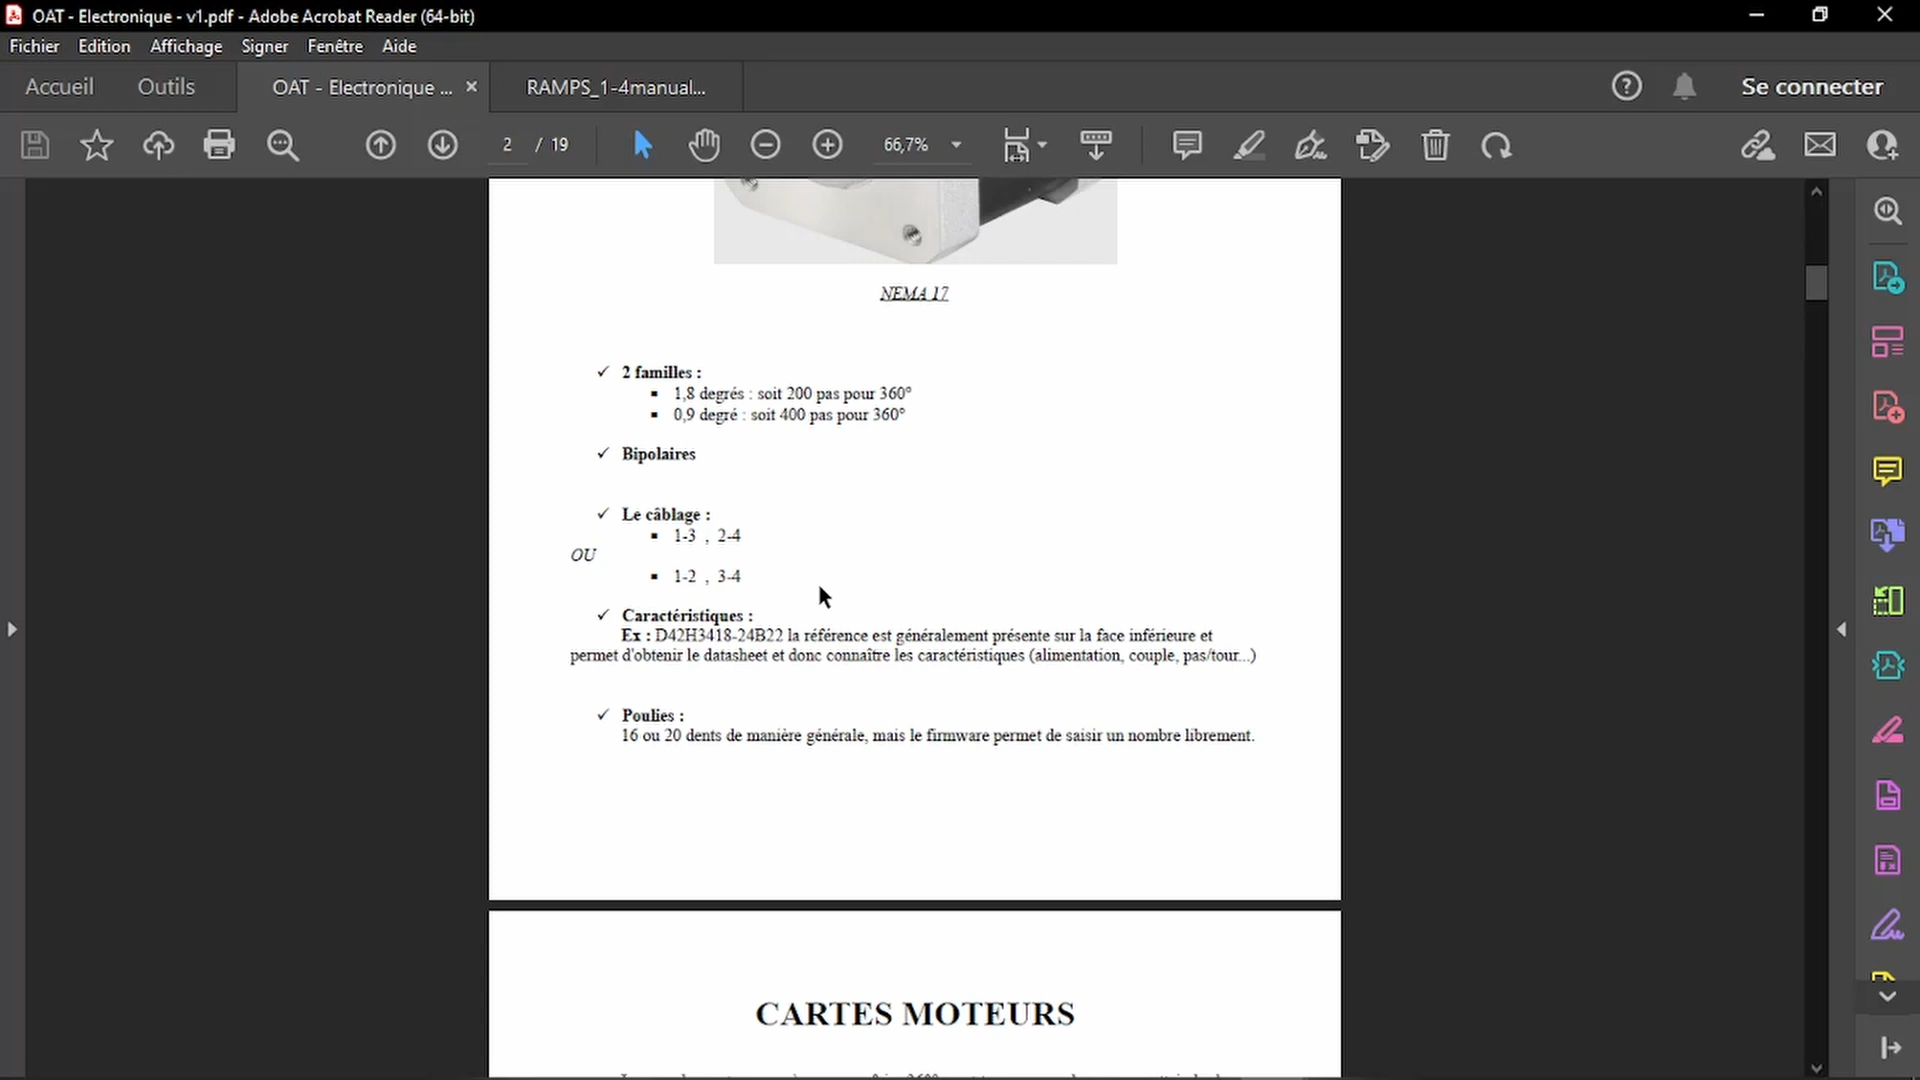 OAT - Electronique - v1.pdf - Adobe Acrobat Reader (64-bit)
Fichier Edition Affichage Signer Fenêtre Aide
Accueil Outils OAT - Electronique ... RAMPS_1-4manual... Se connecter
2 / 19 66,7%
NEMA 17
✓ 2 familles :
▪ 1,8 degrés : soit 200 pas pour 360°
▪ 0,9 degré : soit 400 pas pour 360°
✓ Bipolaires
✓ Le câblage :
▪ 1-3 , 2-4
OU
▪ 1-2 , 3-4
✓ Caractéristiques :
Ex : D42H3418-24B22 la référence est généralement présente sur la face inférieure et
permet d'obtenir le datasheet et donc connaître les caractéristiques (alimentation, couple, pas/tour...)
✓ Poulies :
16 ou 20 dents de manière générale, mais le firmware permet de saisir un nombre librement.
CARTES MOTEURS